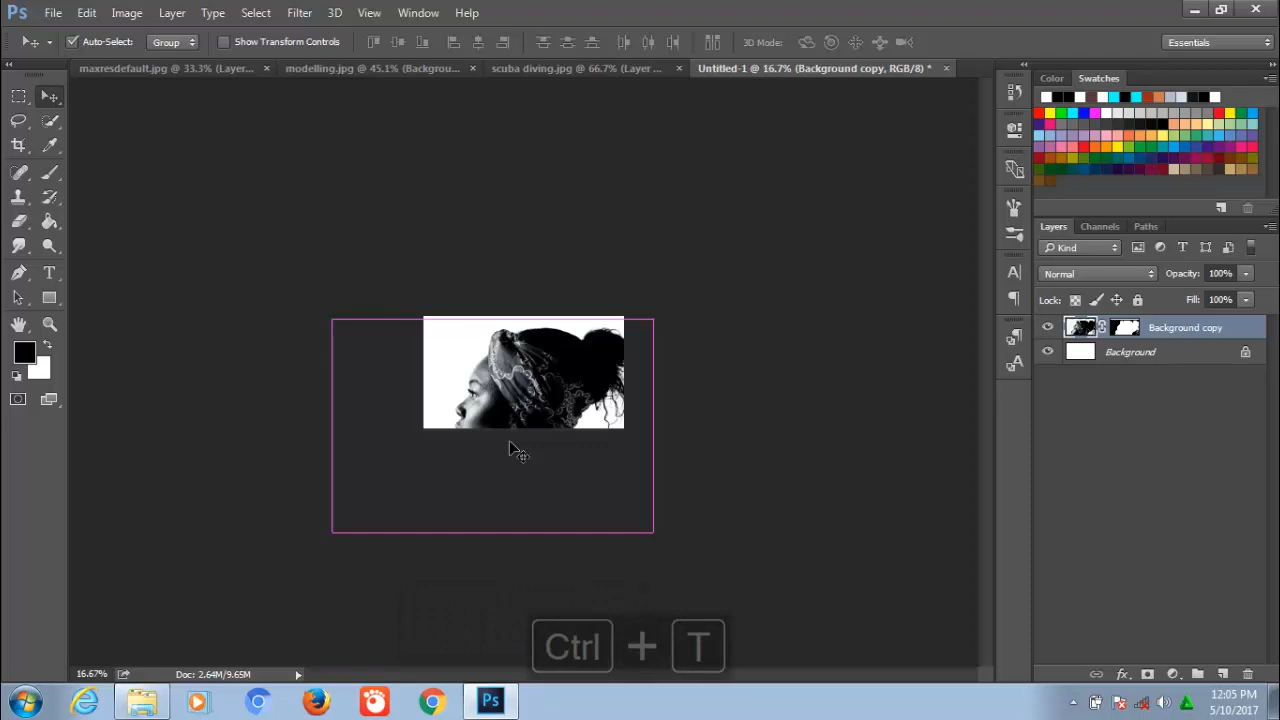 Ps File Edit Image Layer Type Select Filter 3D View Window Help
Auto-Select: Group Show Transform Controls 3D Mode: Essentials
maxresdefault.jpg @ 33.3% (Layer... × modelling.jpg @ 45.1% (Backgrou... × scuba diving.jpg @ 66.7% (Layer ... × Untitled-1 @ 16.7% (Background copy, RGB/8) * ×
Color Swatches
Layers Channels Paths
Kind
Normal Opacity: 100%
Lock: Fill: 100%
Background copy
Background
Ctrl + T
16.67% Doc: 2.64M/9.65M
Ps
12:05 PM
5/10/2017